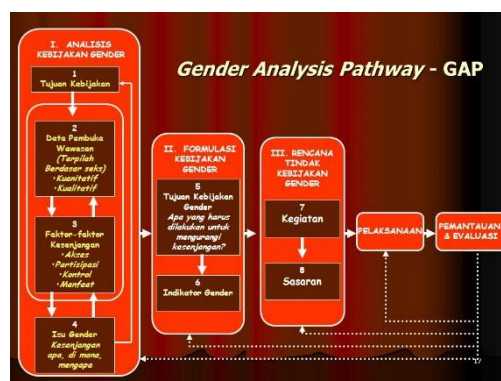 Gender Analysis Pathway - GAP
I. ANALISIS
KEBIJAKAN GENDER
1
Tujuan Kebijakan
2
Data Pembuka
Wawasan
(Terpilah
Berdasar seks)
•Kuantitatif
•Kualitatif
3
Faktor-faktor
Kesenjangan
•Akses
•Partisipasi
•Kontrol
•Manfaat
4
Isu Gender
Kesenjangan
apa, di mana,
mengapa
II. FORMULASI
KEBIJAKAN
GENDER
5
Tujuan Kebijakan
Gender
Apa yang harus
dilakukan untuk
mengurangi
kesenjangan?
6
Indikator Gender
III. RENCANA
TINDAK
KEBIJAKAN
GENDER
7
Kegiatan
8
Sasaran
PELAKSANAAN
PEMANTAUAN
& EVALUASI